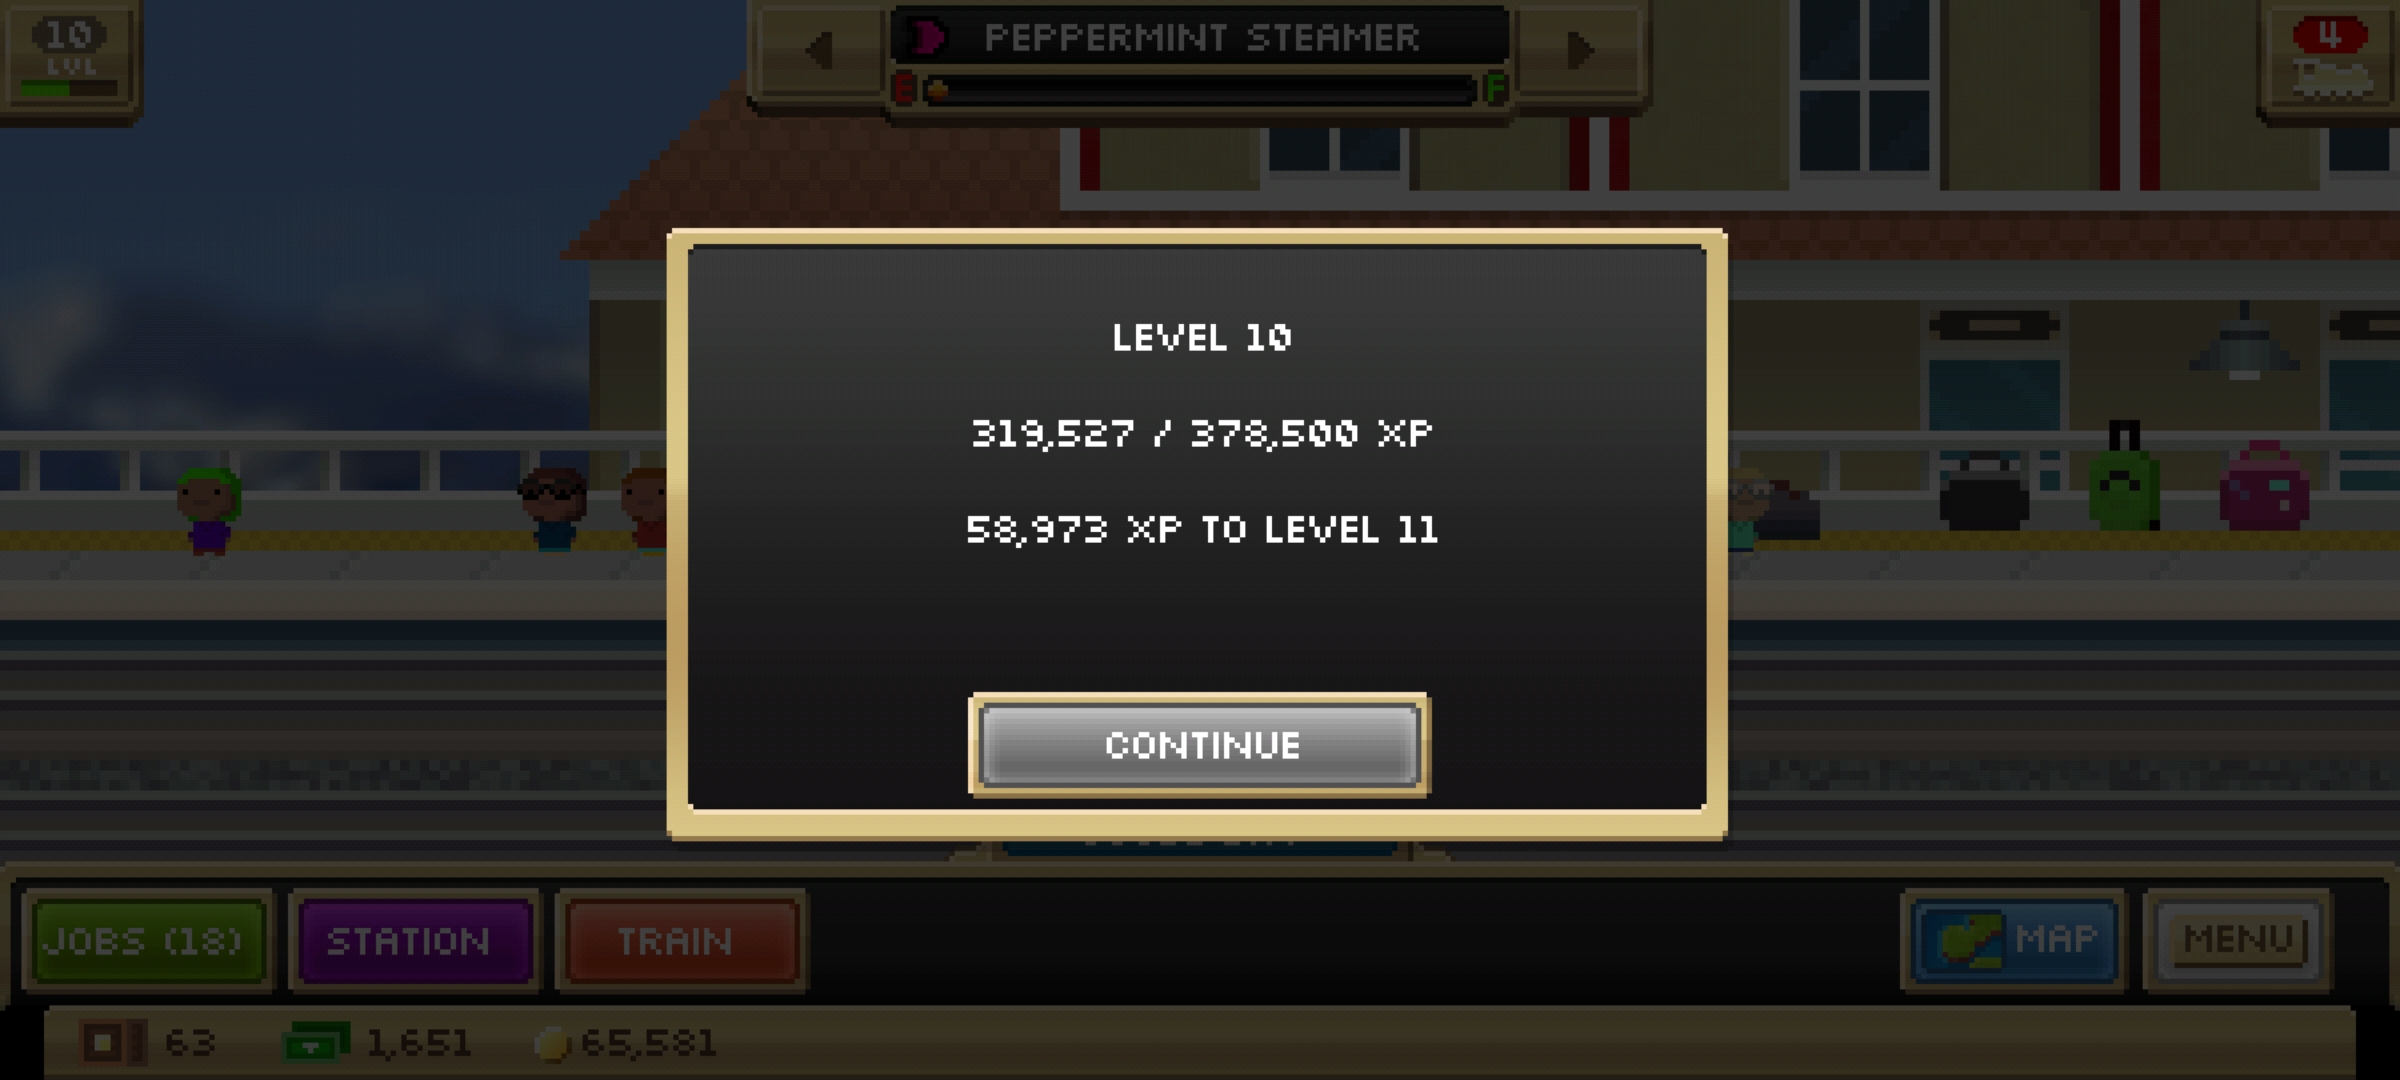 10
LVL
PEPPERMINT STEAMER
E F
4
LEVEL 10
319,527 / 378,500 XP
58,973 XP TO LEVEL 11
CONTINUE
JOBS (18)
STATION
TRAIN
MAP
MENU
63
1,651
65,581